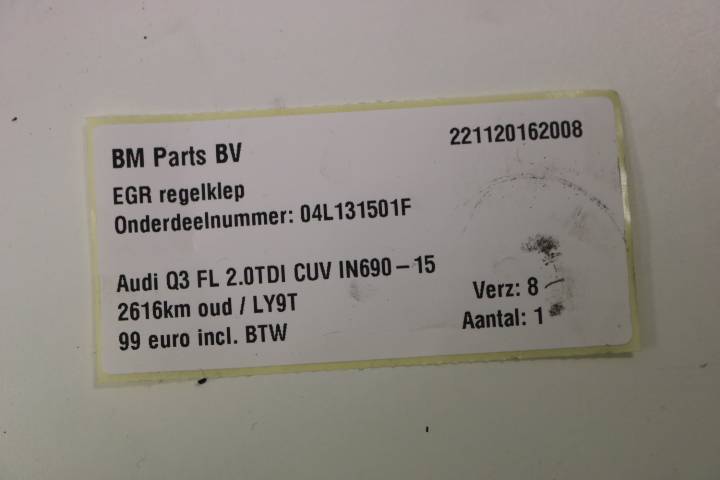 BM Parts BV
221120162008
EGR regelklep
Onderdeelnummer: 04L131501F
Audi Q3 FL 2.0TDI CUV IN690-15
2616km oud / LY9T
Verz: 8
99 euro incl. BTW
Aantal: 1